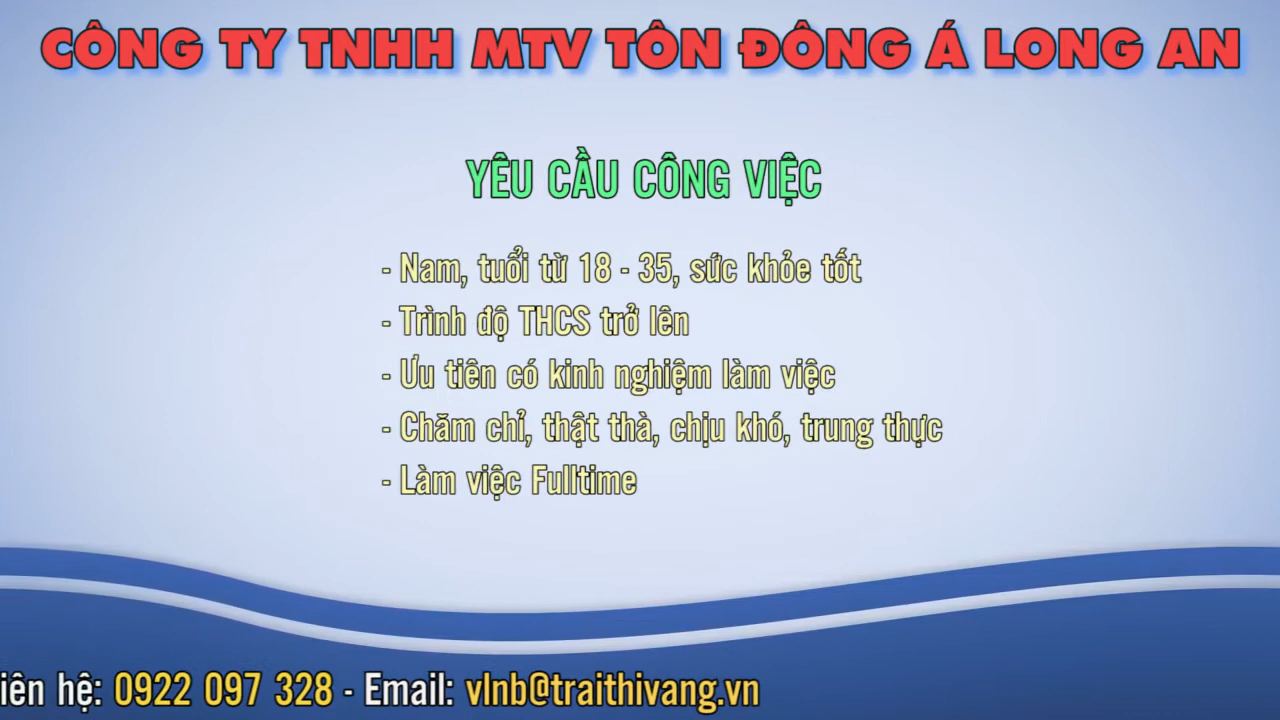 CÔNG TY TNHH MTV TÔN ĐÔNG Á LONG AN
YÊU CẦU CÔNG VIỆC
- Nam, tuổi từ 18 - 35, sức khỏe tốt
- Trình độ THCS trở lên
- Ưu tiên có kinh nghiệm làm việc
- Chăm chỉ, thật thà, chịu khó, trung thực
- Làm việc Fulltime
iên hệ: 0922 097 328 - Email: vlnb@traithivang.vn